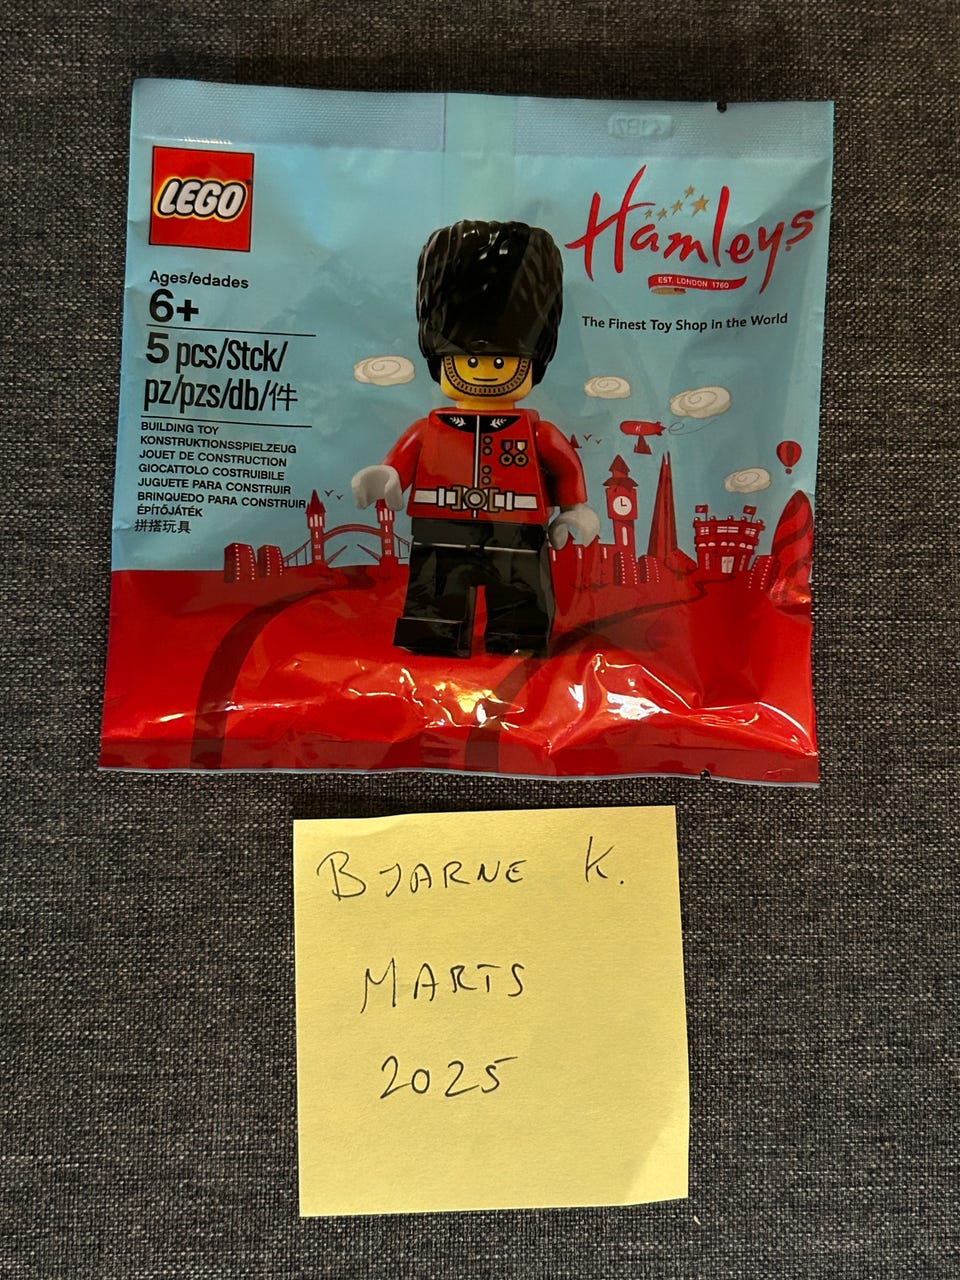 LEGO
Ages/edades
6+
5 pcs/Stck/
pz/pzs/db/件
BUILDING TOY
KONSTRUKTIONSSPIELZEUG
JOUET DE CONSTRUCTION
GIOCATTOLO COSTRUIBILE
JUGUETE PARA CONSTRUIR
BRINQUEDO PARA CONSTRUIR
ÉPÍTŐJÁTÉK
拼搭玩具
Hamleys
EST. LONDON 1760
The Finest Toy Shop in the World
BJARNE K.
MARTS
2025